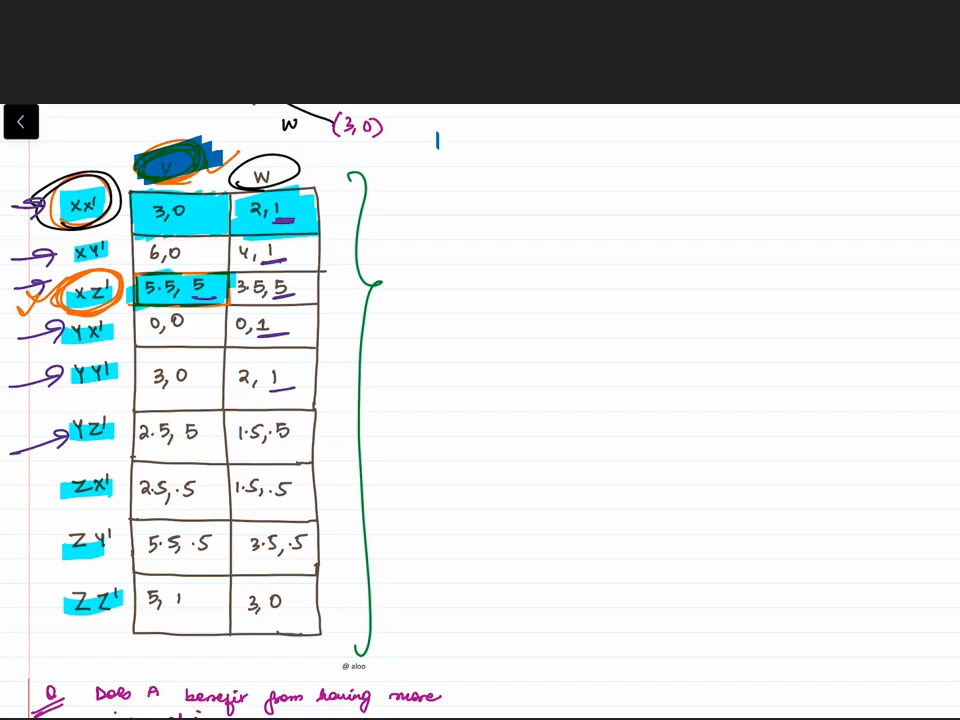 W (3,0)
V W
XX' 3,0 2,1
XY' 6,0 4,1
XZ' 5.5, 5 3.5,5
YX' 0,0 0,1
YY' 3,0 2,1
YZ' 2.5, 5 1.5,.5
ZX' 2.5,.5 1.5,.5
ZY' 5.5, .5 3.5,.5
ZZ' 5, 1 3,0
@ aloo
Q Does A benefit from having more